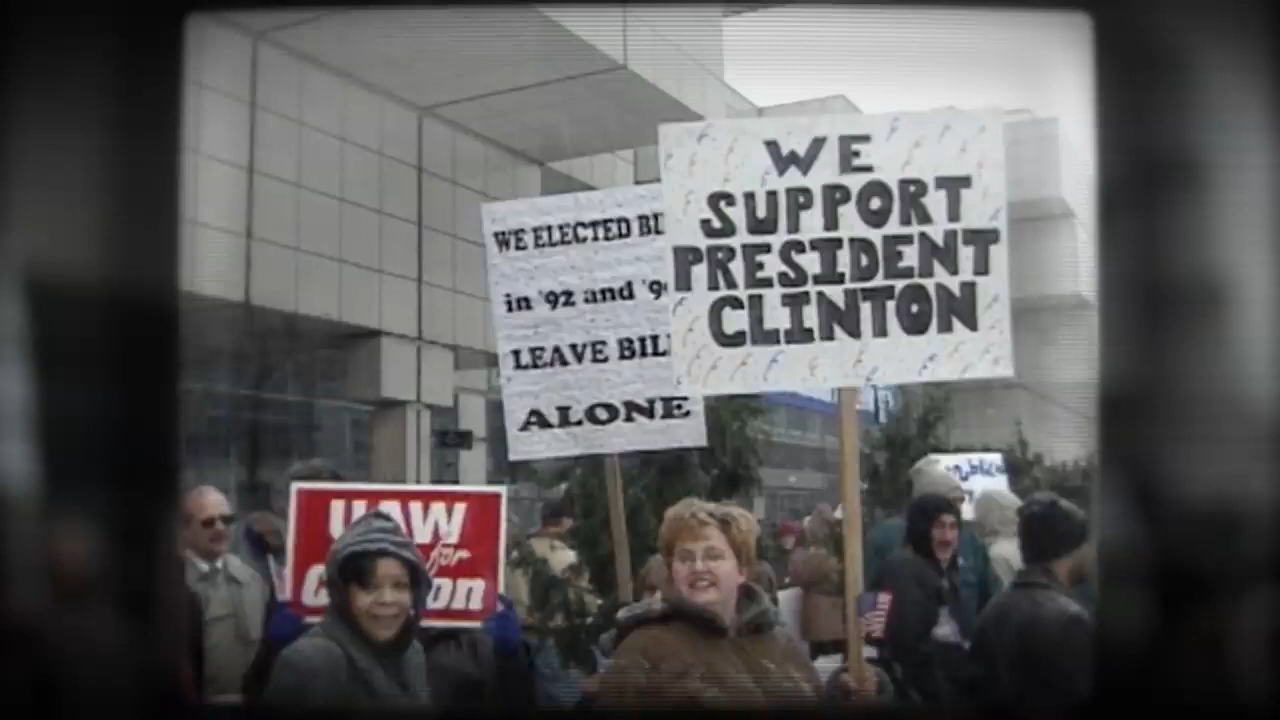 WE
SUPPORT
PRESIDENT
CLINTON
WE ELECTED
in '92 and
LEAVE
ALONE
UAW
for